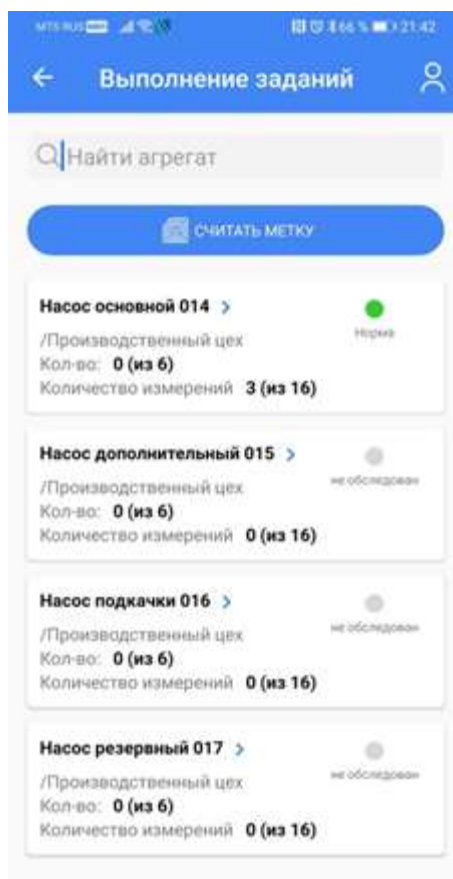 MTS RUS
66 % 21:42
Выполнение заданий
Найти агрегат
СЧИТАТЬ МЕТКУ
Насос основной 014 >
Норма
/Производственный цех
Кол-во: 0 (из 6)
Количество измерений 3 (из 16)
Насос дополнительный 015 >
не обследован
/Производственный цех
Кол-во: 0 (из 6)
Количество измерений 0 (из 16)
Насос подкачки 016 >
не обследован
/Производственный цех
Кол-во: 0 (из 6)
Количество измерений 0 (из 16)
Насос резервный 017 >
не обследован
/Производственный цех
Кол-во: 0 (из 6)
Количество измерений 0 (из 16)